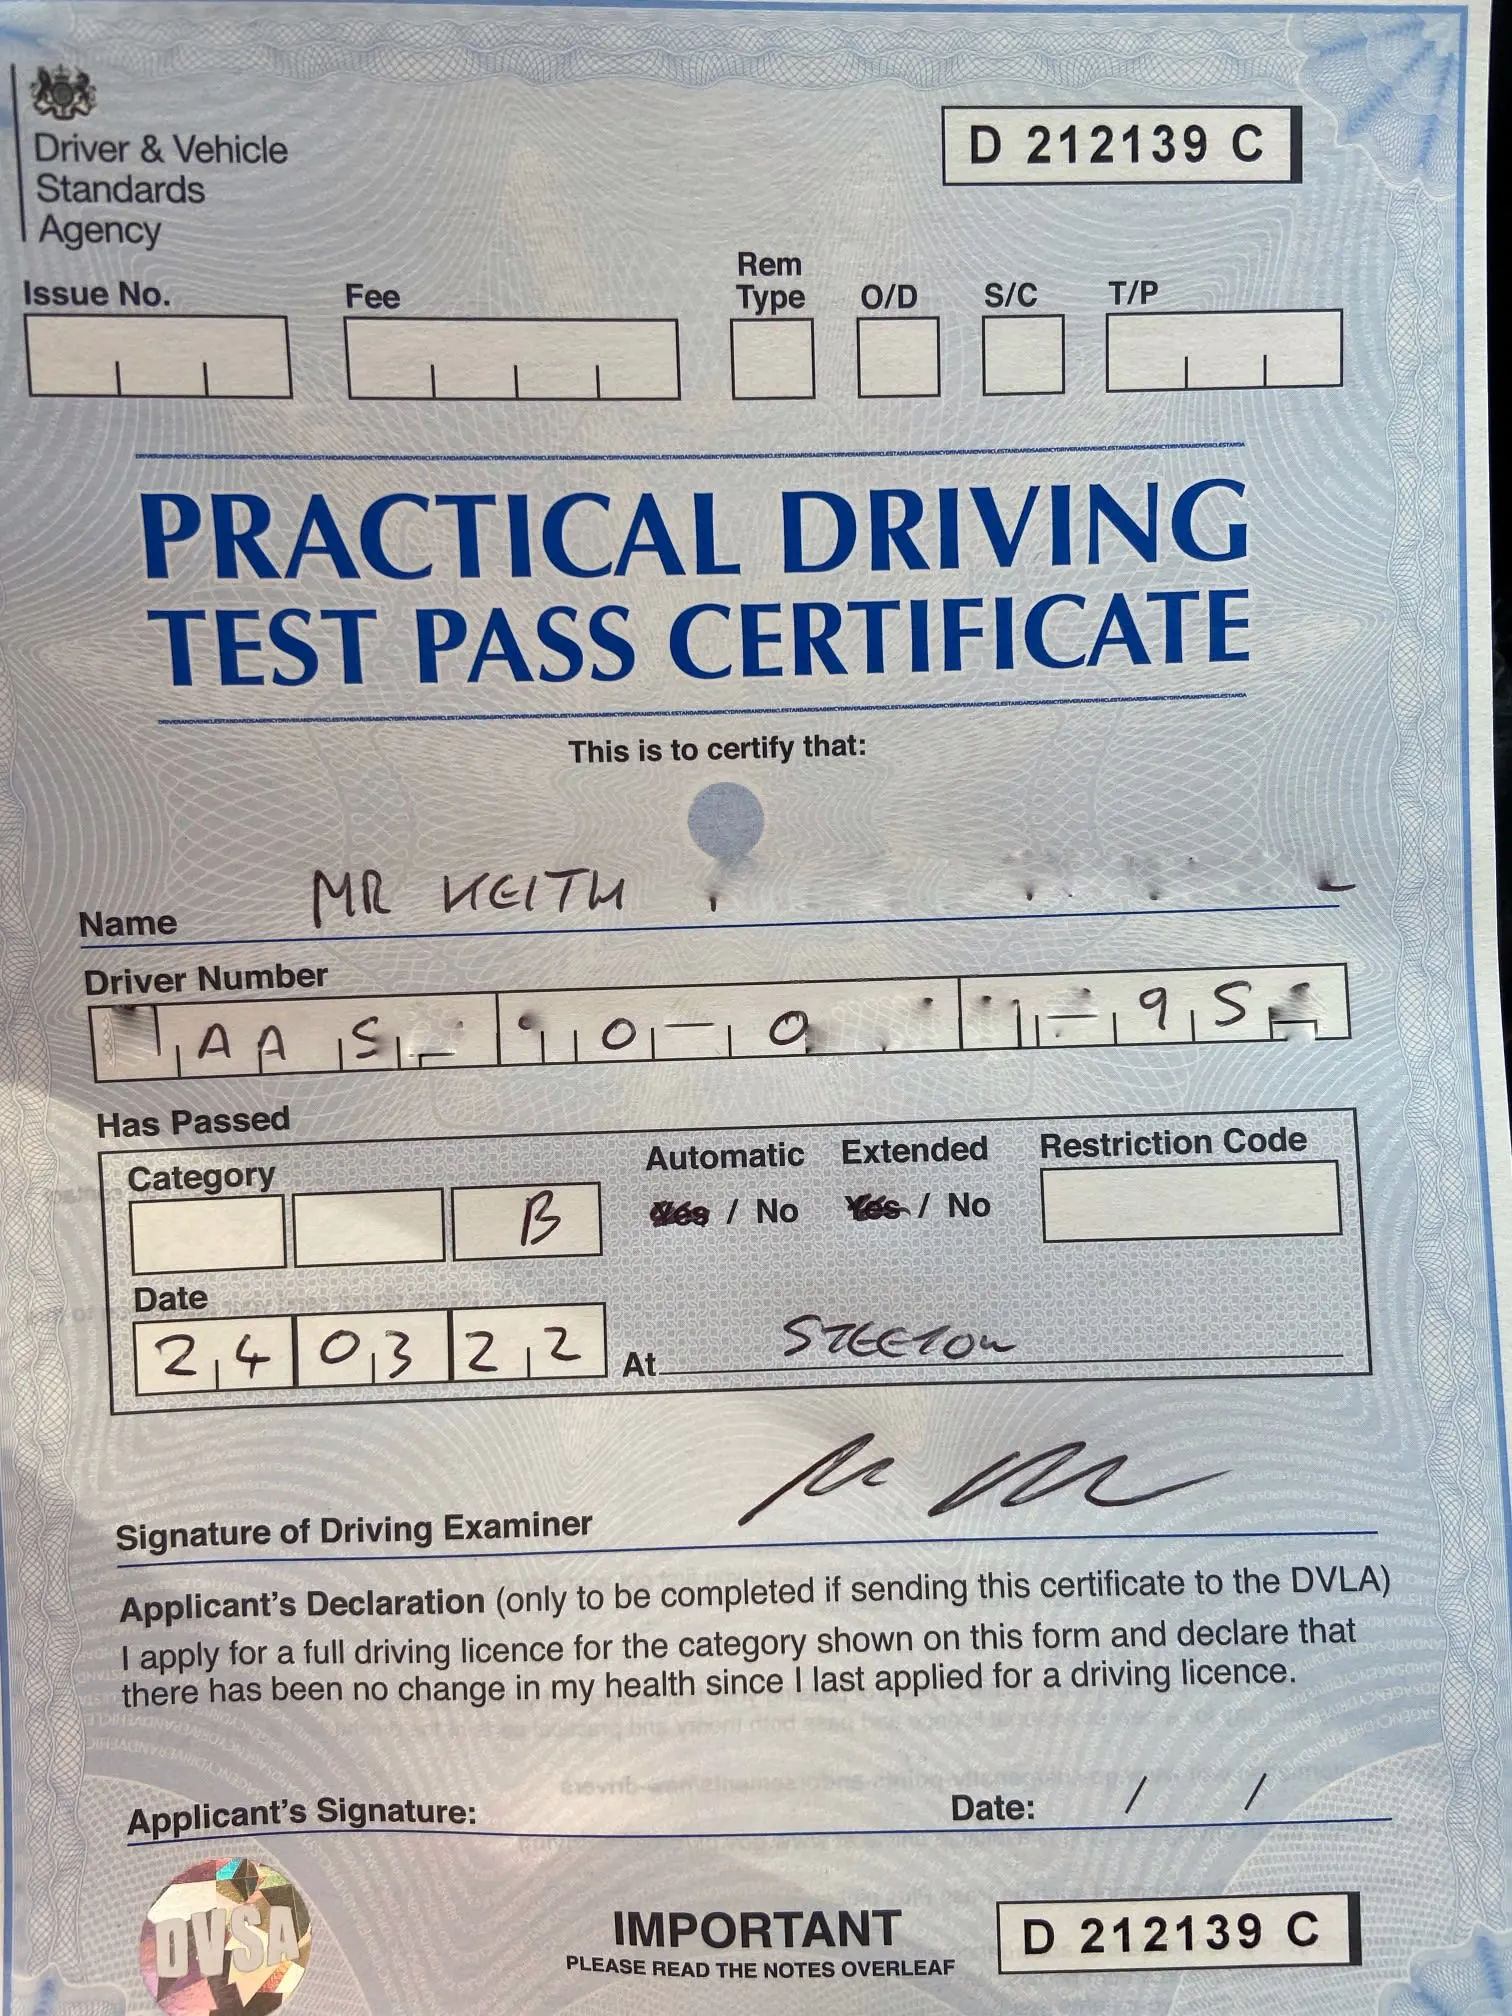 Driver & Vehicle
Standards
Agency
D 212139 C
Issue No.
Fee
Rem
Type
O/D
S/C
T/P
PRACTICAL DRIVING
TEST PASS CERTIFICATE
This is to certify that:
Name MR KEITH
Driver Number
A A S 0 0 9 S
Has Passed
Category
Automatic
Extended
Restriction Code
B
Yes / No
Yes / No
Date
24 03 22
At STEETON
Signature of Driving Examiner
Applicant's Declaration (only to be completed if sending this certificate to the DVLA)
I apply for a full driving licence for the category shown on this form and declare that
there has been no change in my health since I last applied for a driving licence.
Applicant's Signature:
Date: / /
DVSA
IMPORTANT
PLEASE READ THE NOTES OVERLEAF
D 212139 C